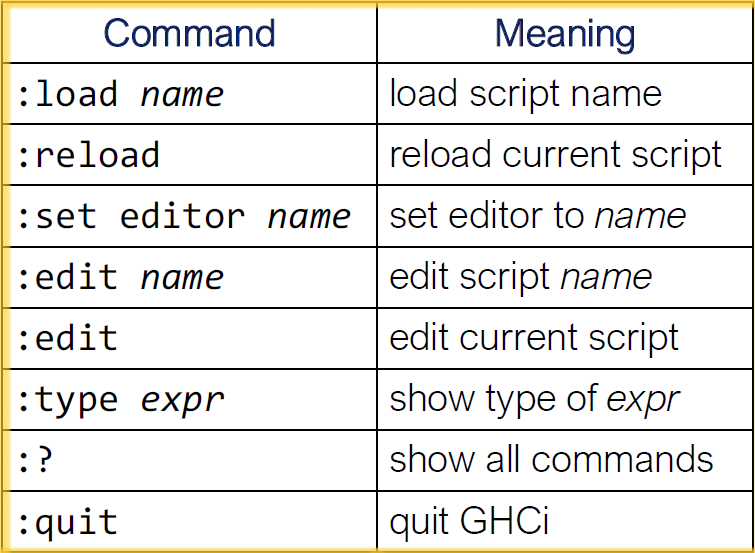 Command Meaning
:load name load script name
:reload reload current script
:set editor name set editor to name
:edit name edit script name
:edit edit current script
:type expr show type of expr
:? show all commands
:quit quit GHCi